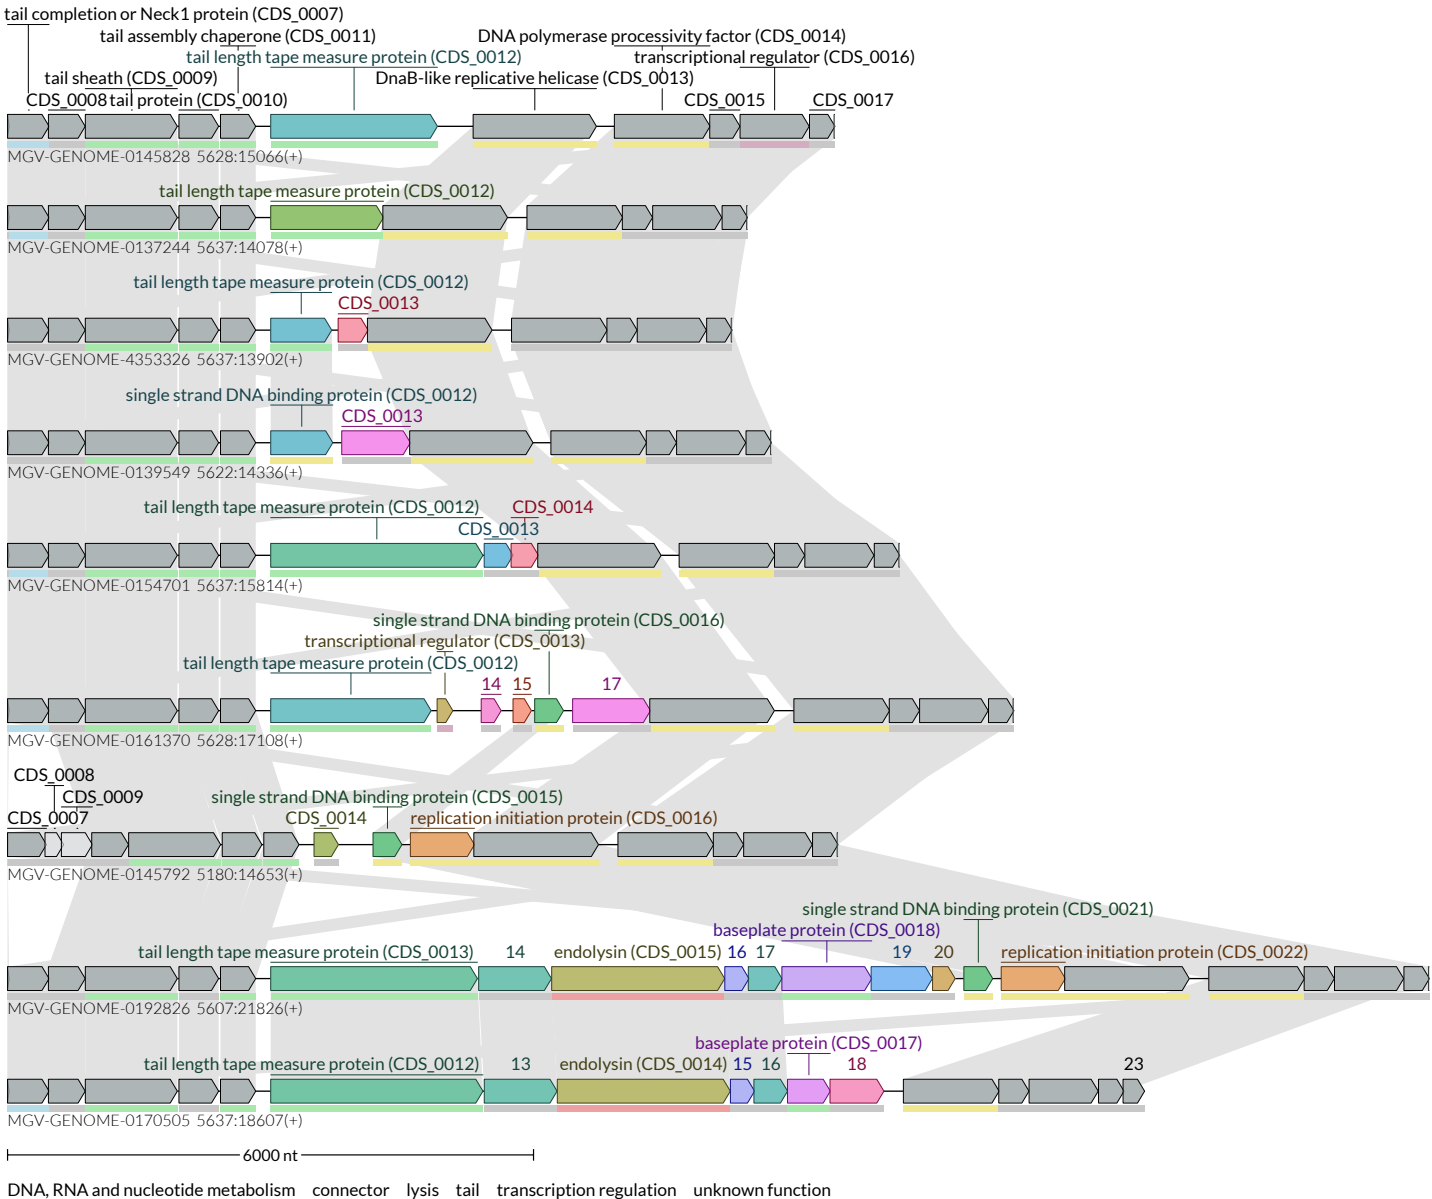 tail completion or Neck1 protein (CDS_0007)
tail assembly chaperone (CDS_0011)
DNA polymerase processivity factor (CDS_0014)
tail length tape measure protein (CDS_0012)
transcriptional regulator (CDS_0016)
tail sheath (CDS_0009)
DnaB-like replicative helicase (CDS_0013)
CDS_0008
tail protein (CDS_0010)
CDS_0015
CDS_0017
MGV-GENOME-0145828 5628:15066(+)
tail length tape measure protein (CDS_0012)
MGV-GENOME-0137244 5637:14078(+)
tail length tape measure protein (CDS_0012)
CDS_0013
MGV-GENOME-4353326 5637:13902(+)
single strand DNA binding protein (CDS_0012)
CDS_0013
MGV-GENOME-0139549 5622:14336(+)
tail length tape measure protein (CDS_0012)
CDS_0014
CDS_0013
MGV-GENOME-0154701 5637:15814(+)
single strand DNA binding protein (CDS_0016)
transcriptional regulator (CDS_0013)
tail length tape measure protein (CDS_0012)
14 15 17
MGV-GENOME-0161370 5628:17108(+)
CDS_0008
CDS_0009
single strand DNA binding protein (CDS_0015)
CDS_0007
CDS_0014
replication initiation protein (CDS_0016)
MGV-GENOME-0145792 5180:14653(+)
single strand DNA binding protein (CDS_0021)
baseplate protein (CDS_0018)
tail length tape measure protein (CDS_0013)
14
endolysin (CDS_0015)
16 17 19 20
replication initiation protein (CDS_0022)
MGV-GENOME-0192826 5607:21826(+)
baseplate protein (CDS_0017)
tail length tape measure protein (CDS_0012)
13
endolysin (CDS_0014)
15 16 18 23
MGV-GENOME-0170505 5637:18607(+)
6000 nt
DNA, RNA and nucleotide metabolism connector lysis tail transcription regulation unknown function